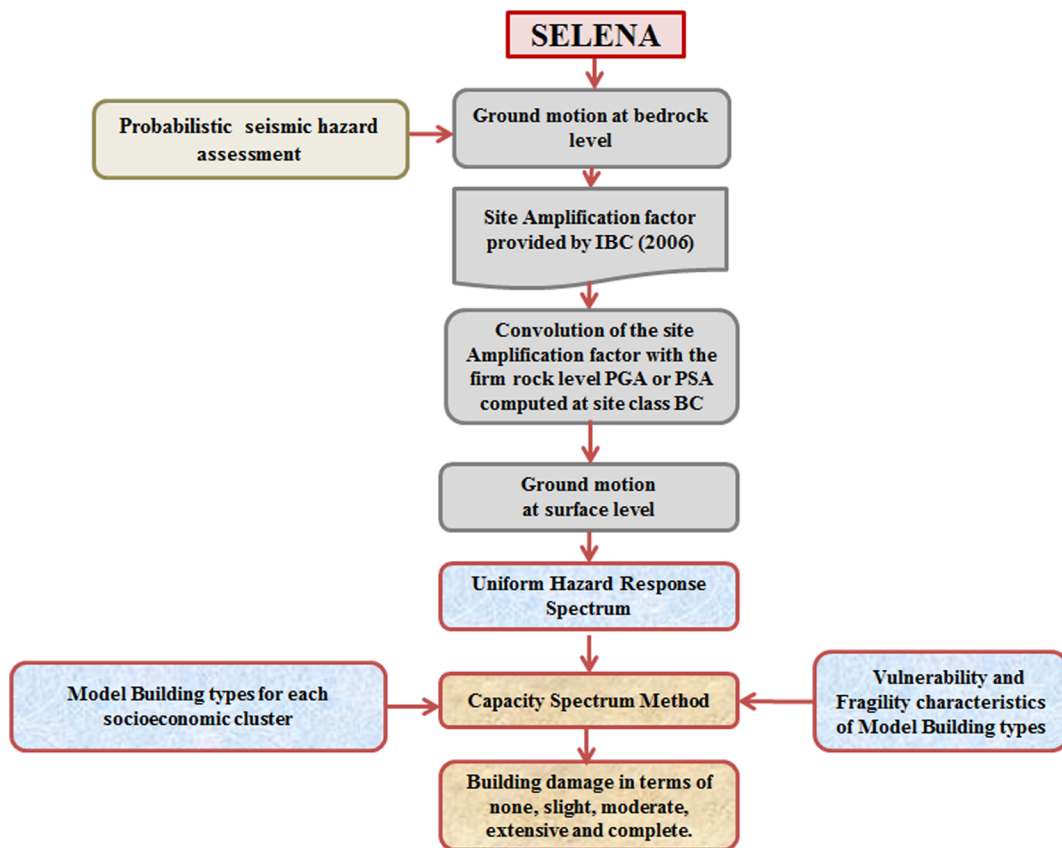 SELENA
Probabilistic seismic hazard
assessment
Ground motion at bedrock
level
Site Amplification factor
provided by IBC (2006)
Convolution of the site
Amplification factor with the
firm rock level PGA or PSA
computed at site class BC
Ground motion
at surface level
Uniform Hazard Response
Spectrum
Model Building types for each
socioeconomic cluster
Capacity Spectrum Method
Vulnerability and
Fragility characteristics
of Model Building types
Building damage in terms of
none, slight, moderate,
extensive and complete.